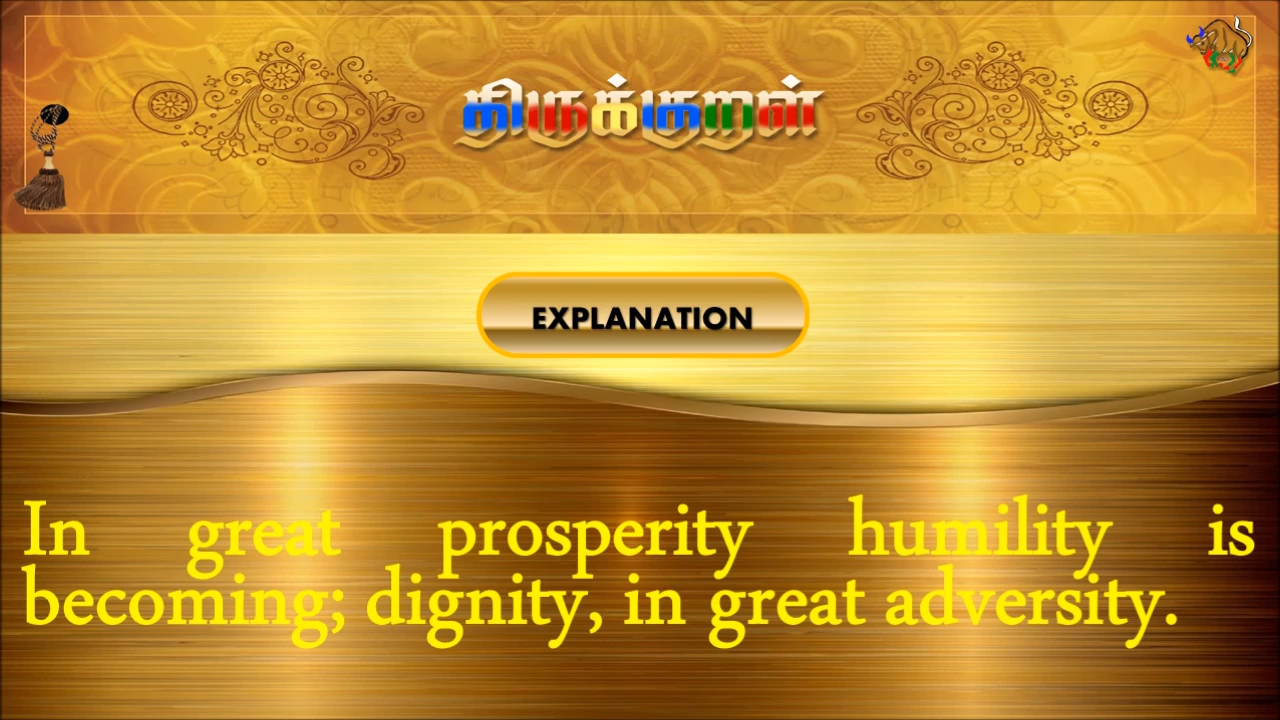 திருக்குறள்
EXPLANATION
In great prosperity humility is
becoming; dignity, in great adversity.